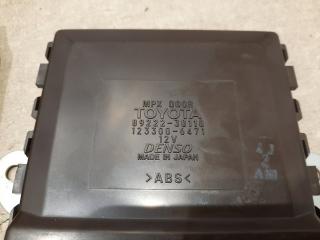 MPX DOOR
TOYOTA
89222-30110
123300-6471
12V
DENSO
MADE IN JAPAN
>ABS<